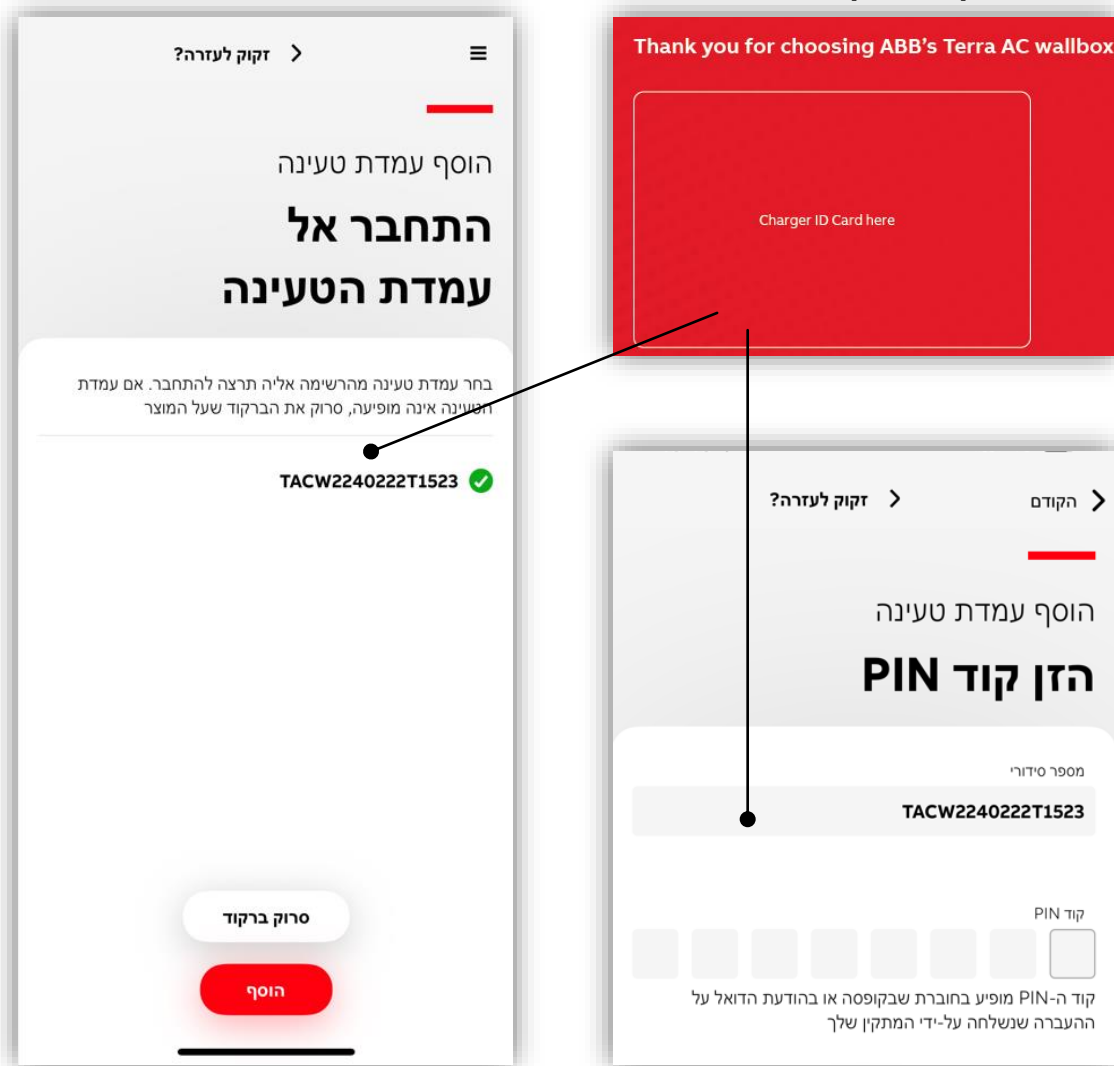 זקוק לעזרה?
הוסף עמדת טעינה
התחבר אל
עמדת הטעינה
בחר עמדת טעינה מהרשימה אליה תרצה להתחבר. אם עמדת
הטעינה אינה מופיעה, סרוק את הברקוד שעל המוצר
TACW2240222T1523
סרוק ברקוד
הוסף
Thank you for choosing ABB's Terra AC wallbox
Charger ID Card here
הקודם
זקוק לעזרה?
הוסף עמדת טעינה
הזן קוד PIN
מספר סידורי
TACW2240222T1523
קוד PIN
קוד ה-PIN מופיע בחוברת שבקופסה או בהודעת הדואל על
ההעברה שנשלחה על-ידי המתקין שלך